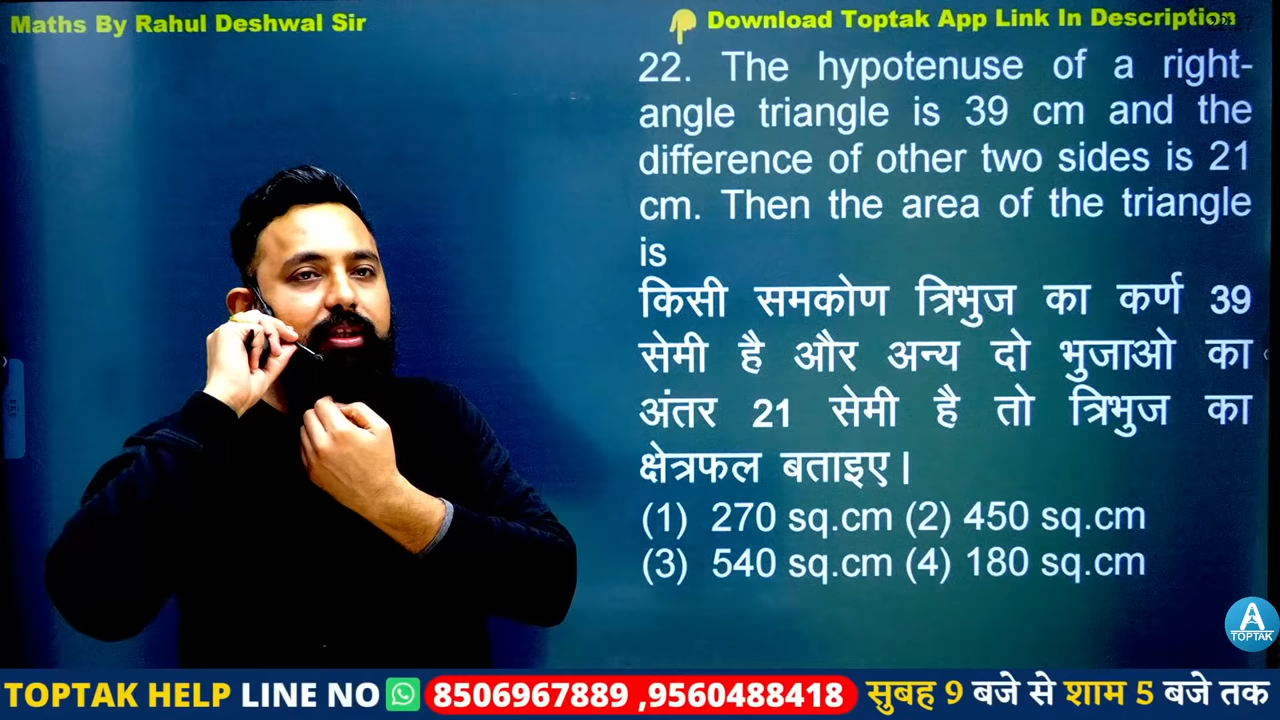 Maths By Rahul Deshwal Sir
Download Toptak App Link In Description
22. The hypotenuse of a right-
angle triangle is 39 cm and the
difference of other two sides is 21
cm. Then the area of the triangle
is
किसी समकोण त्रिभुज का कर्ण 39
सेमी है और अन्य दो भुजाओ का
अंतर 21 सेमी है तो त्रिभुज का
क्षेत्रफल बताइए।
(1) 270 sq.cm (2) 450 sq.cm
(3) 540 sq.cm (4) 180 sq.cm
A
TOPTAK
TOPTAK HELP LINE NO 8506967889 ,9560488418 सुबह 9 बजे से शाम 5 बजे तक